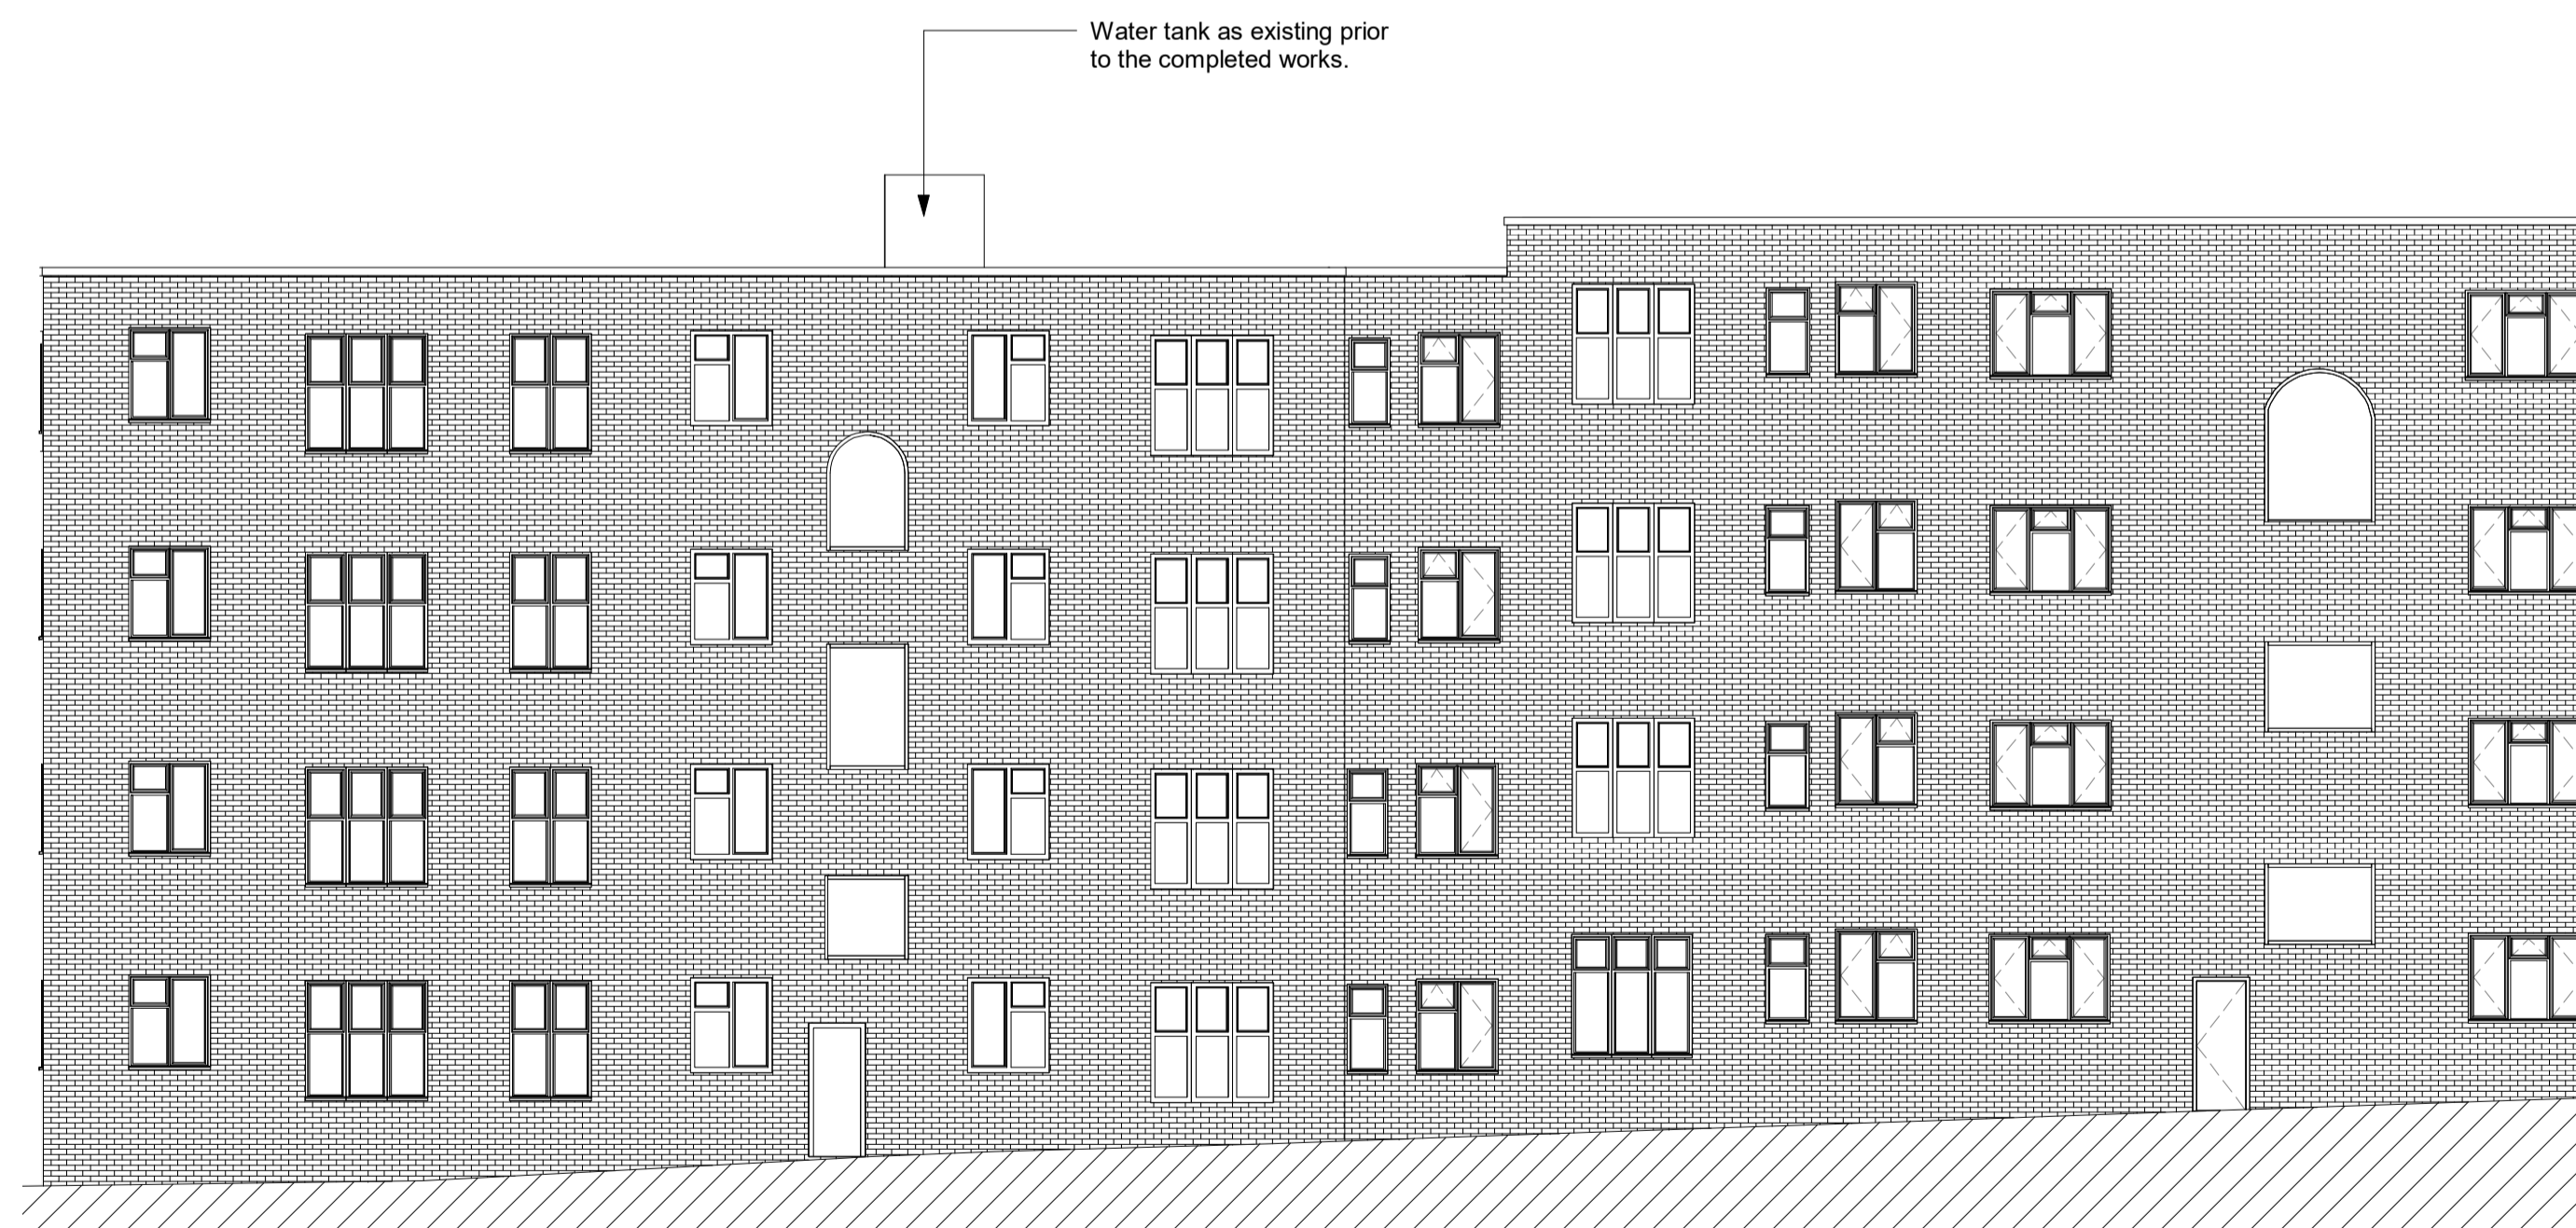 Water tank as existing prior
to the completed works.